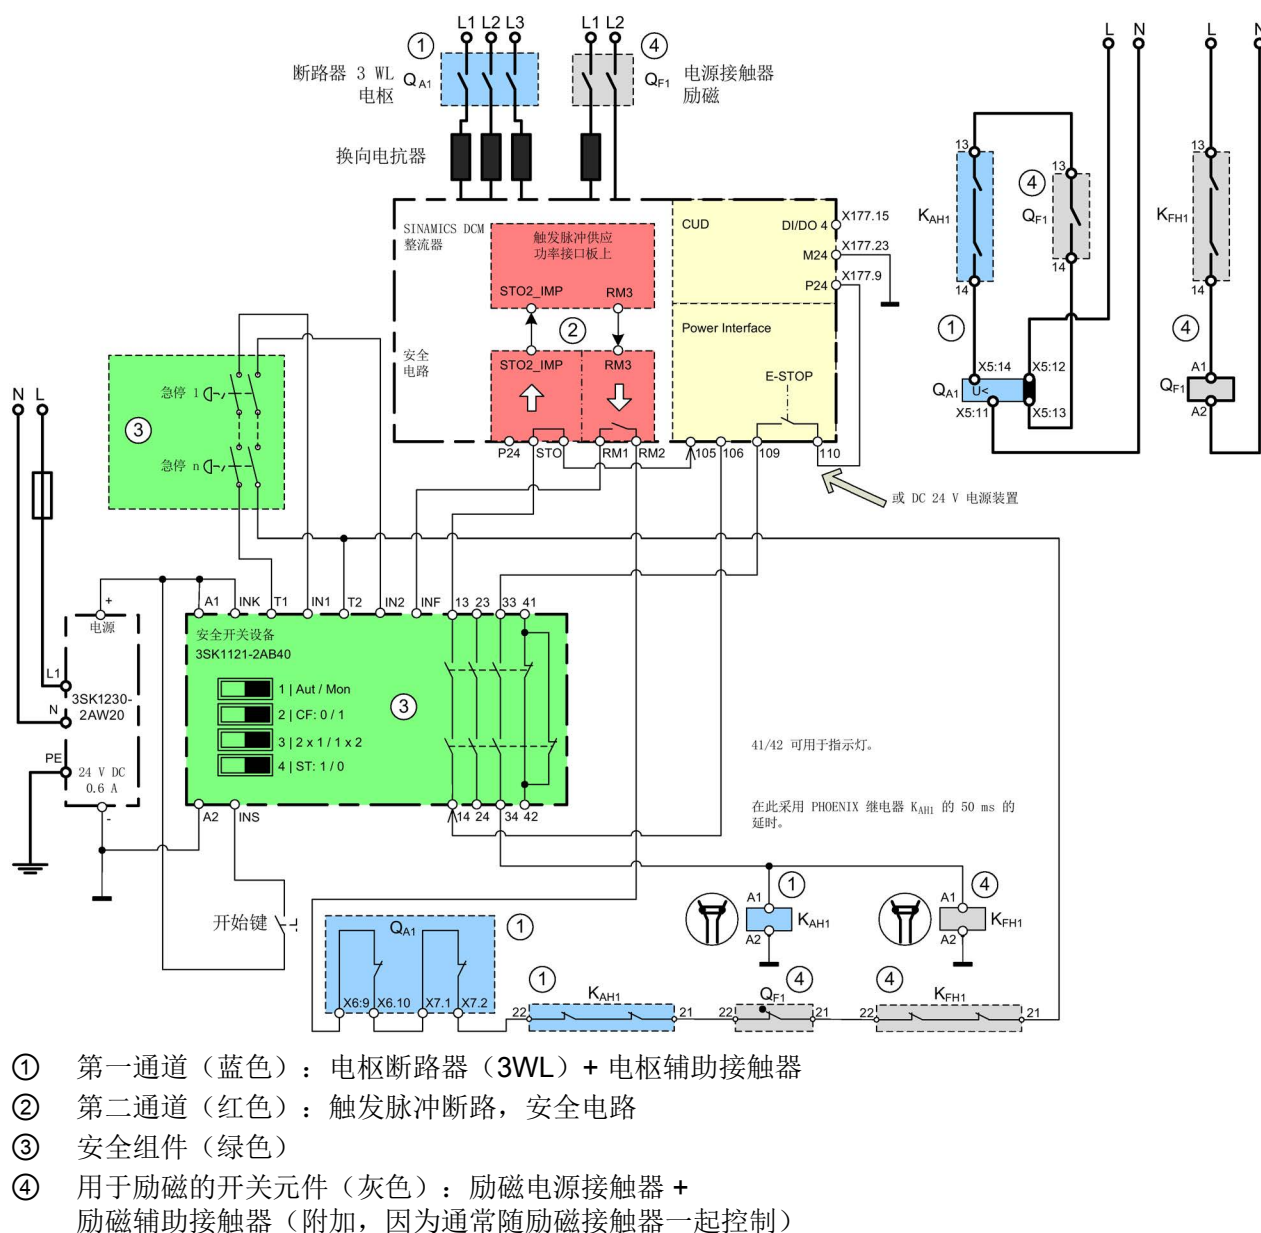 L1 L2 L3
L1 L2
L N
L N
①
④
断路器 3 WL
电枢
QA1
QF1
电源接触器
励磁
换向电抗器
13
13
13
④
KAH1
QF1
KFH1
14
14
14
①
④
SINAMICS DCM
整流器
触发脉冲供应
功率接口板上
STO2_IMP
RM3
CUD
DI/DO 4
X177.15
M24
X177.23
P24
X177.9
②
Power Interface
安全
电路
STO2_IMP
RM3
E-STOP
X5:14
X5:12
QA1
U<
X5:11
X5:13
A1
QF1
A2
P24
STO
RM1
RM2
105
106
109
110
或 DC 24 V 电源装置
N L
急停 1
③
急停 n
+
电源
L1
3SK1230-
2AW20
N
PE
24 V DC
0.6 A
-
A1 INK T1 IN1 T2 IN2 INF 13 23 33 41
安全开关设备
3SK1121-2AB40
1 | Aut / Mon
2 | CF: 0 / 1
③
3 | 2 x 1 / 1 x 2
4 | ST: 1 / 0
A2 INS 14 24 34 42
41/42 可用于指示灯。
在此采用 PHOENIX 继电器 KAH1 的 50 ms 的
延时。
开始键
①
A1
KAH1
A2
④
A1
KFH1
A2
QA1
①
X6:9 X6.10 X7.1 X7.2
①
KAH1
22
21
④
QF1
22
21
④
KFH1
22
21
① 第一通道（蓝色）：电枢断路器（3WL）+ 电枢辅助接触器
② 第二通道（红色）：触发脉冲断路，安全电路
③ 安全组件（绿色）
④ 用于励磁的开关元件（灰色）：励磁电源接触器 +
励磁辅助接触器（附加，因为通常随励磁接触器一起控制）